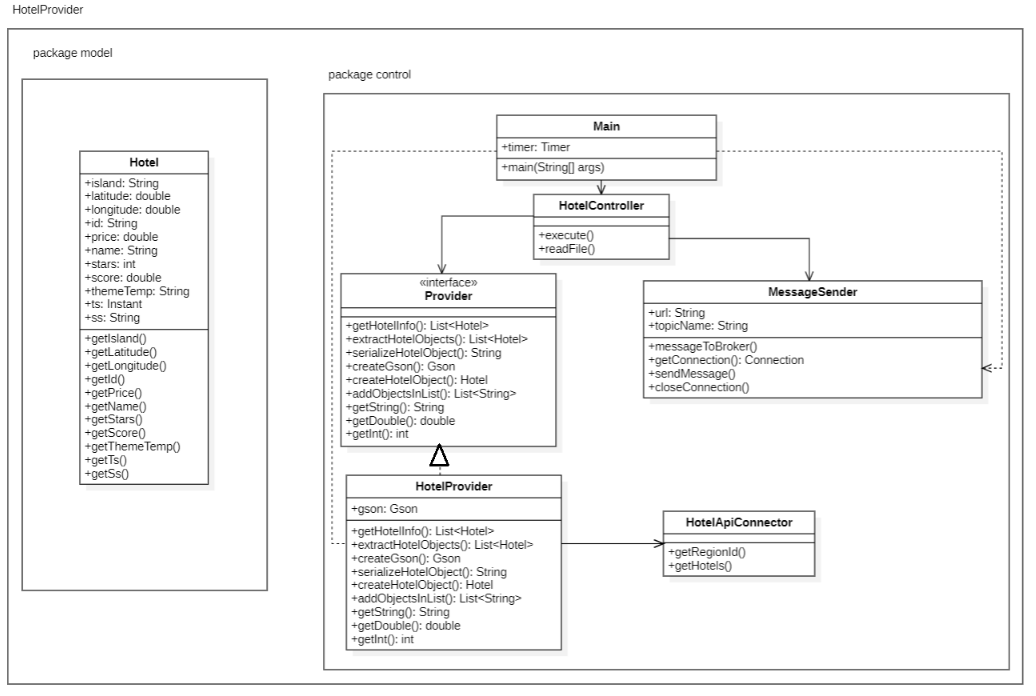 HotelProvider
package model
Hotel
+island: String
+latitude: double
+longitude: double
+id: String
+price: double
+name: String
+stars: int
+score: double
+themeTemp: String
+ts: Instant
+ss: String
+getIsland()
+getLatitude()
+getLongitude()
+getId()
+getPrice()
+getName()
+getStars()
+getScore()
+getThemeTemp()
+getTs()
+getSs()
package control
Main
+timer: Timer
+main(String[] args)
HotelController
+execute()
+readFile()
«interface»
Provider
+getHotelInfo(): List<Hotel>
+extractHotelObjects(): List<Hotel>
+serializeHotelObject(): String
+createGson(): Gson
+createHotelObject(): Hotel
+addObjectsInList(): List<String>
+getString(): String
+getDouble(): double
+getInt(): int
MessageSender
+url: String
+topicName: String
+messageToBroker()
+getConnection(): Connection
+sendMessage()
+closeConnection()
HotelProvider
+gson: Gson
+getHotelInfo(): List<Hotel>
+extractHotelObjects(): List<Hotel>
+createGson(): Gson
+serializeHotelObject(): String
+createHotelObject(): Hotel
+addObjectsInList(): List<String>
+getString(): String
+getDouble(): double
+getInt(): int
HotelApiConnector
+getRegionId()
+getHotels()